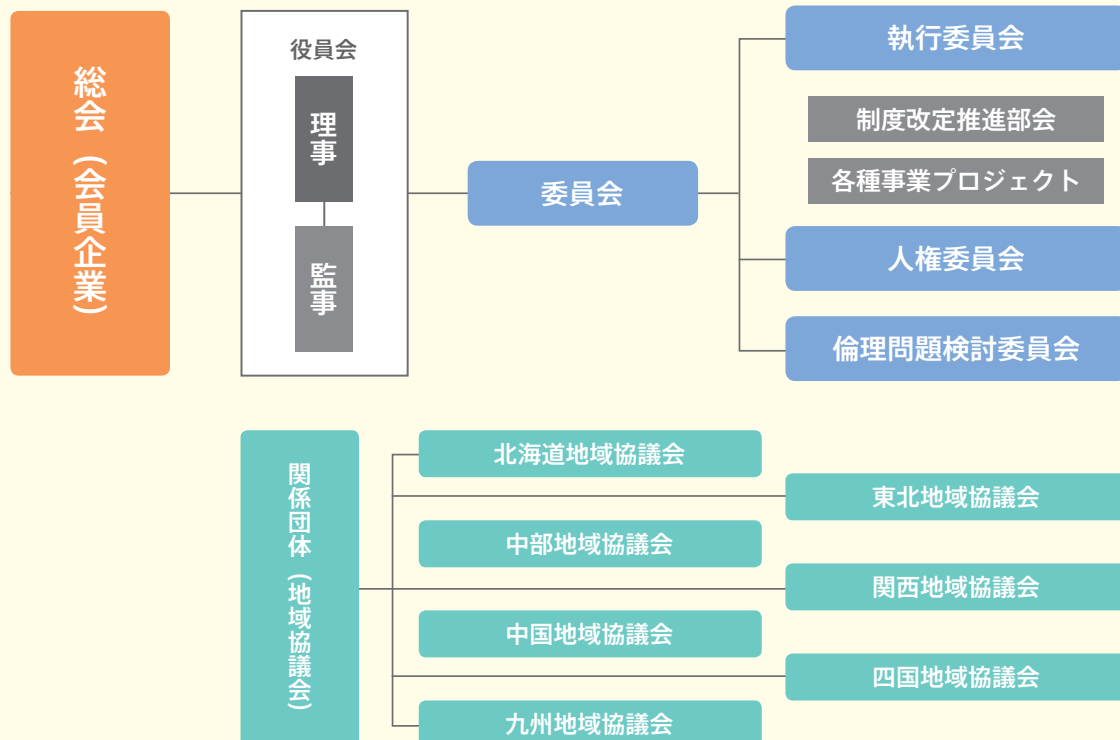 総会（会員企業）
役員会
理事
監事
委員会
執行委員会
制度改定推進部会
各種事業プロジェクト
人権委員会
倫理問題検討委員会
関係団体（地域協議会）
北海道地域協議会
東北地域協議会
中部地域協議会
関西地域協議会
中国地域協議会
四国地域協議会
九州地域協議会